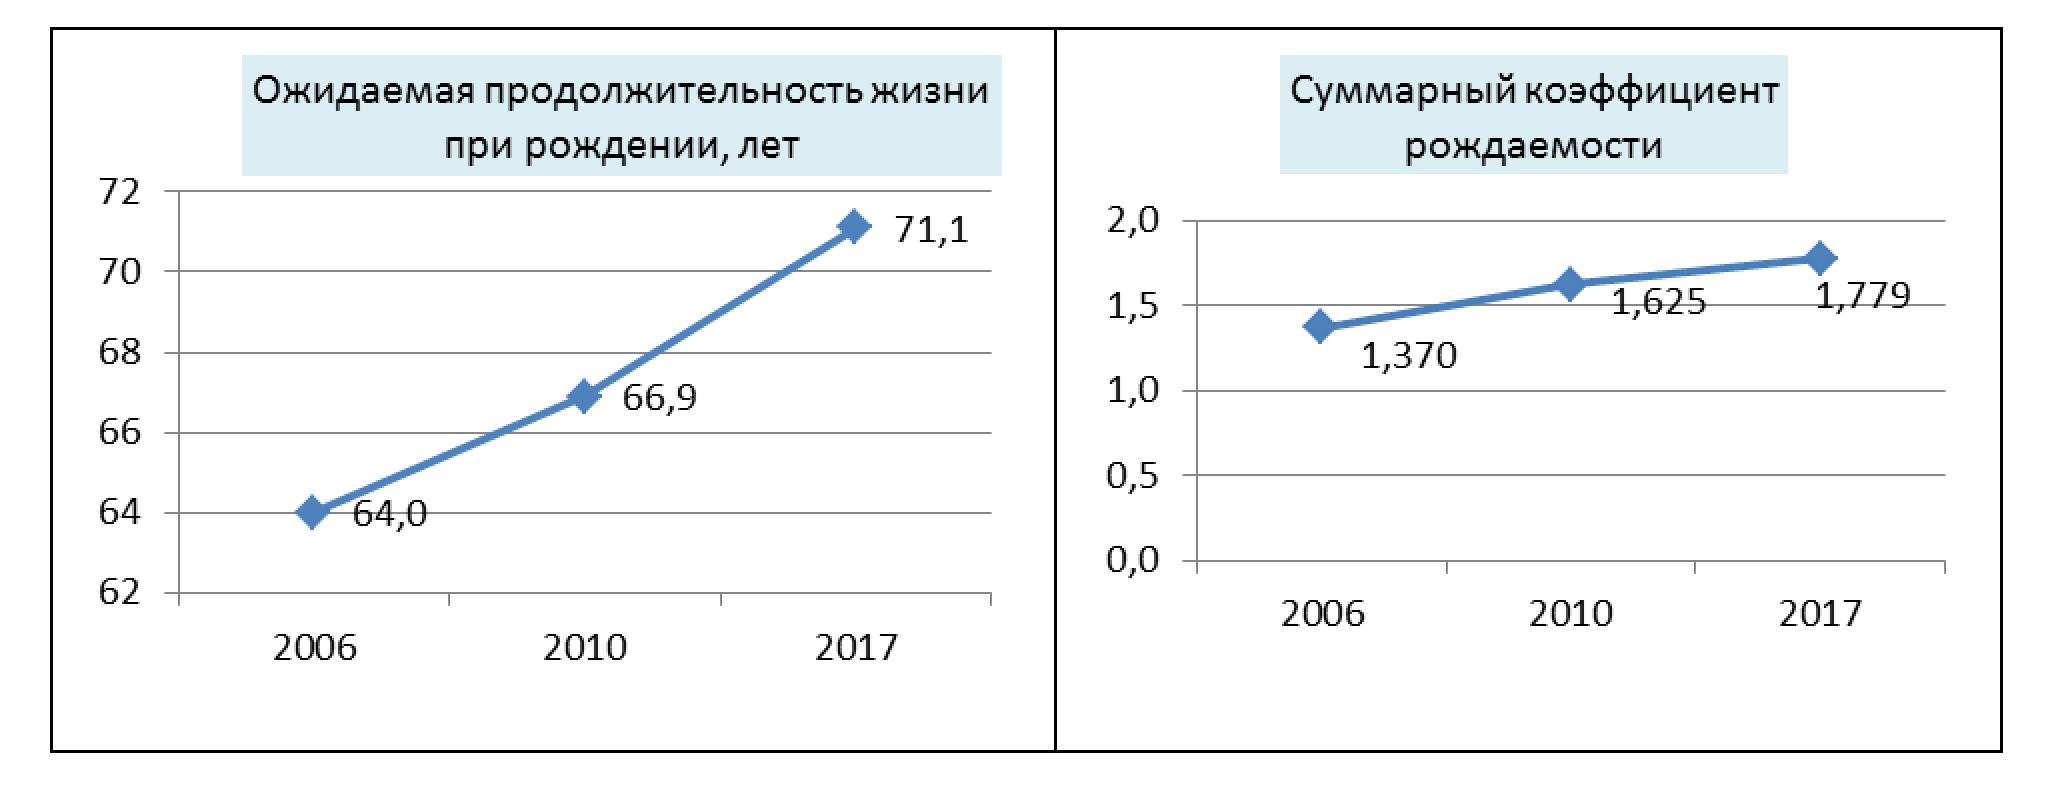 Ожидаемая продолжительность жизни
при рождении, лет
72
70
68
66
64
62
71,1
66,9
64,0
2006 2010 2017
Суммарный коэффициент
рождаемости
2,0
1,5
1,0
0,5
0,0
1,370
1,625
1,779
2006 2010 2017